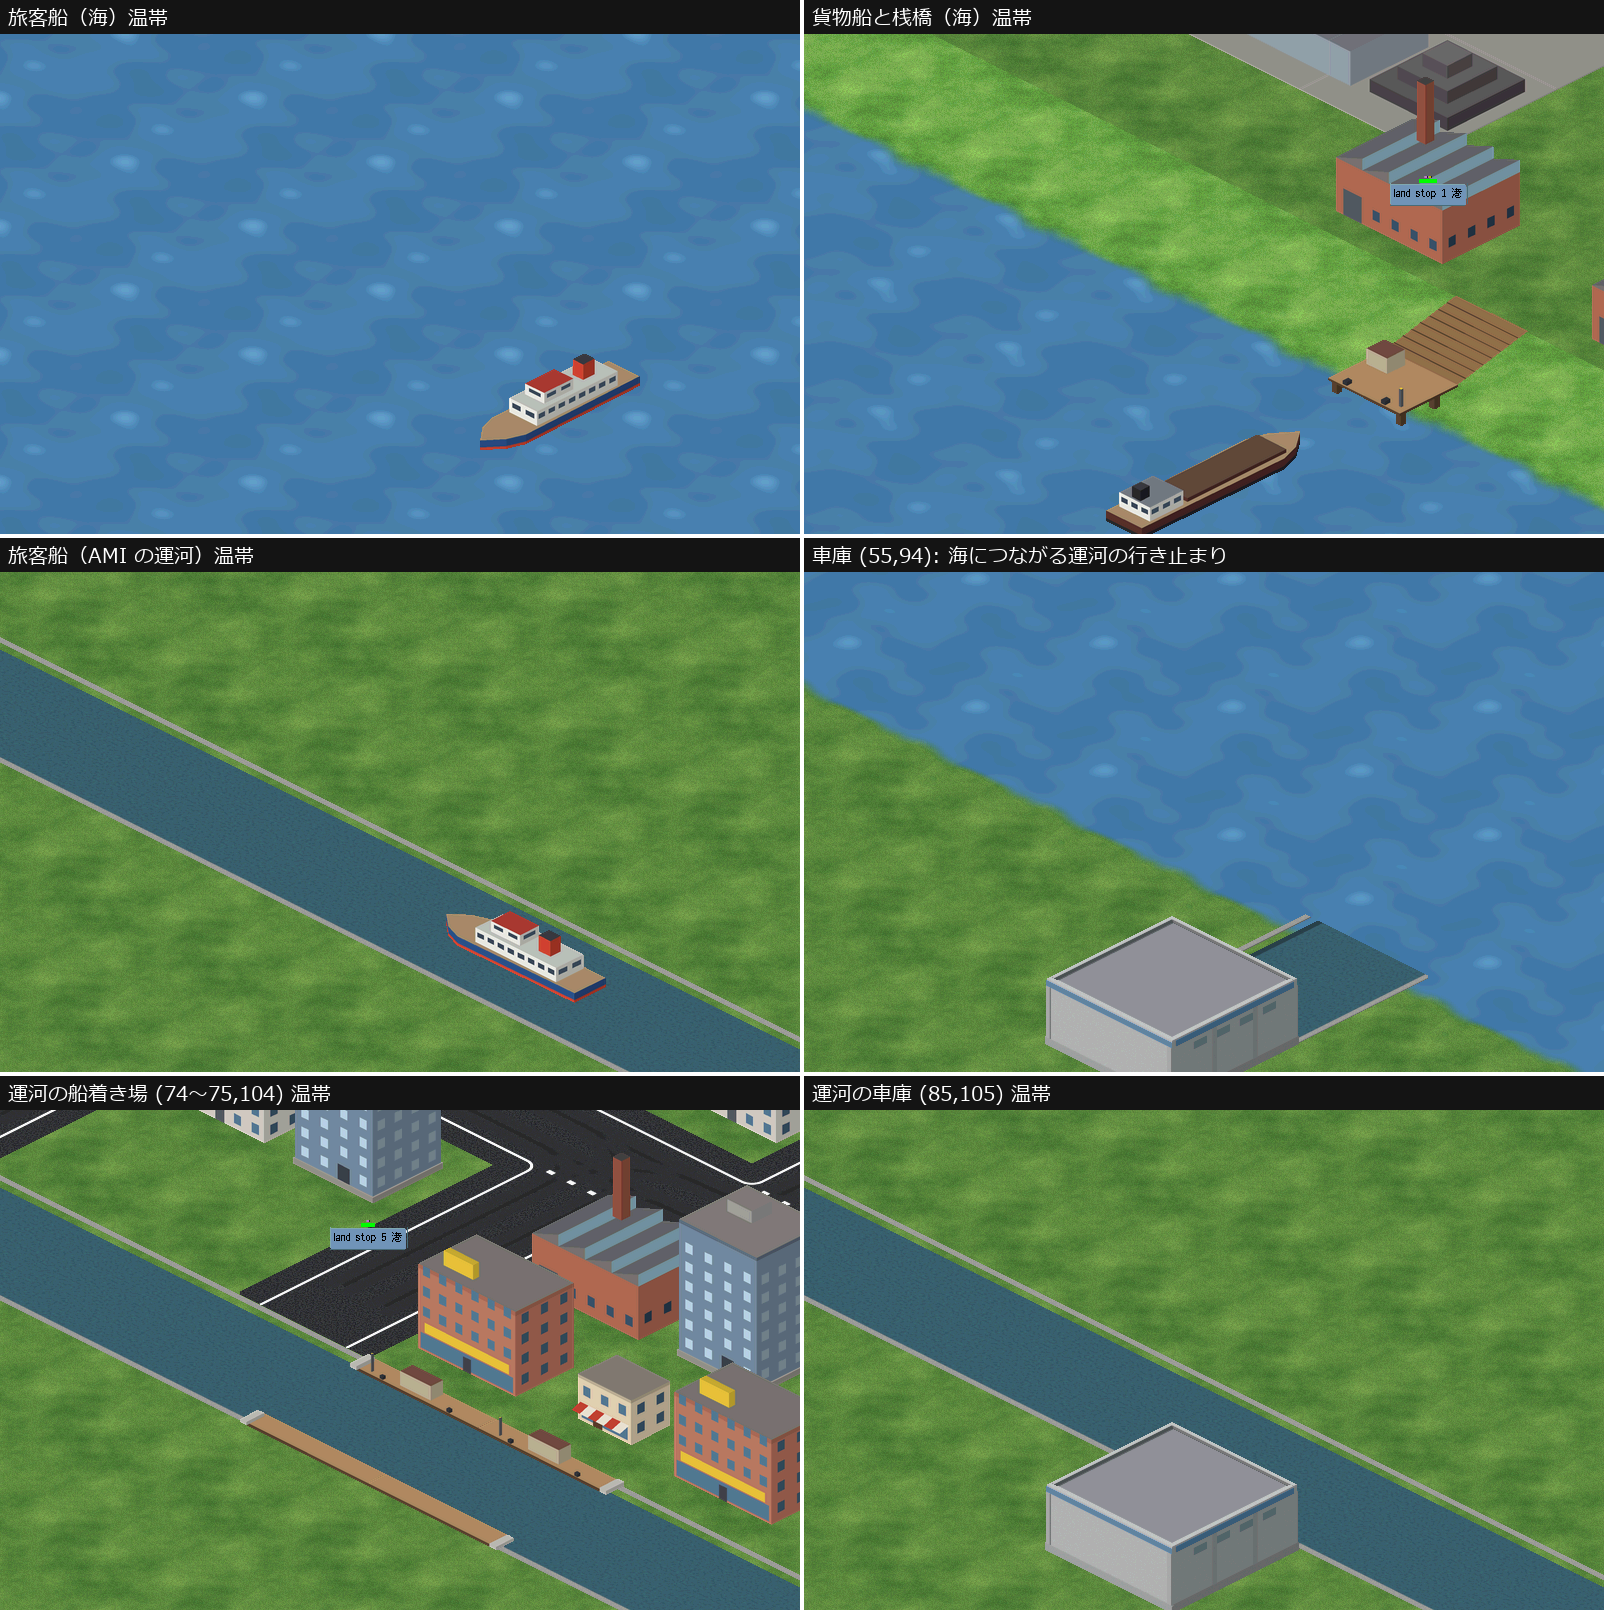 旅客船（海）温帯
貨物船と桟橋（海）温帯
land stop 1 港
旅客船（AMI の運河）温帯
車庫 (55,94): 海につながる運河の行き止まり
運河の船着き場 (74～75,104) 温帯
land stop 5 港
運河の車庫 (85,105) 温帯